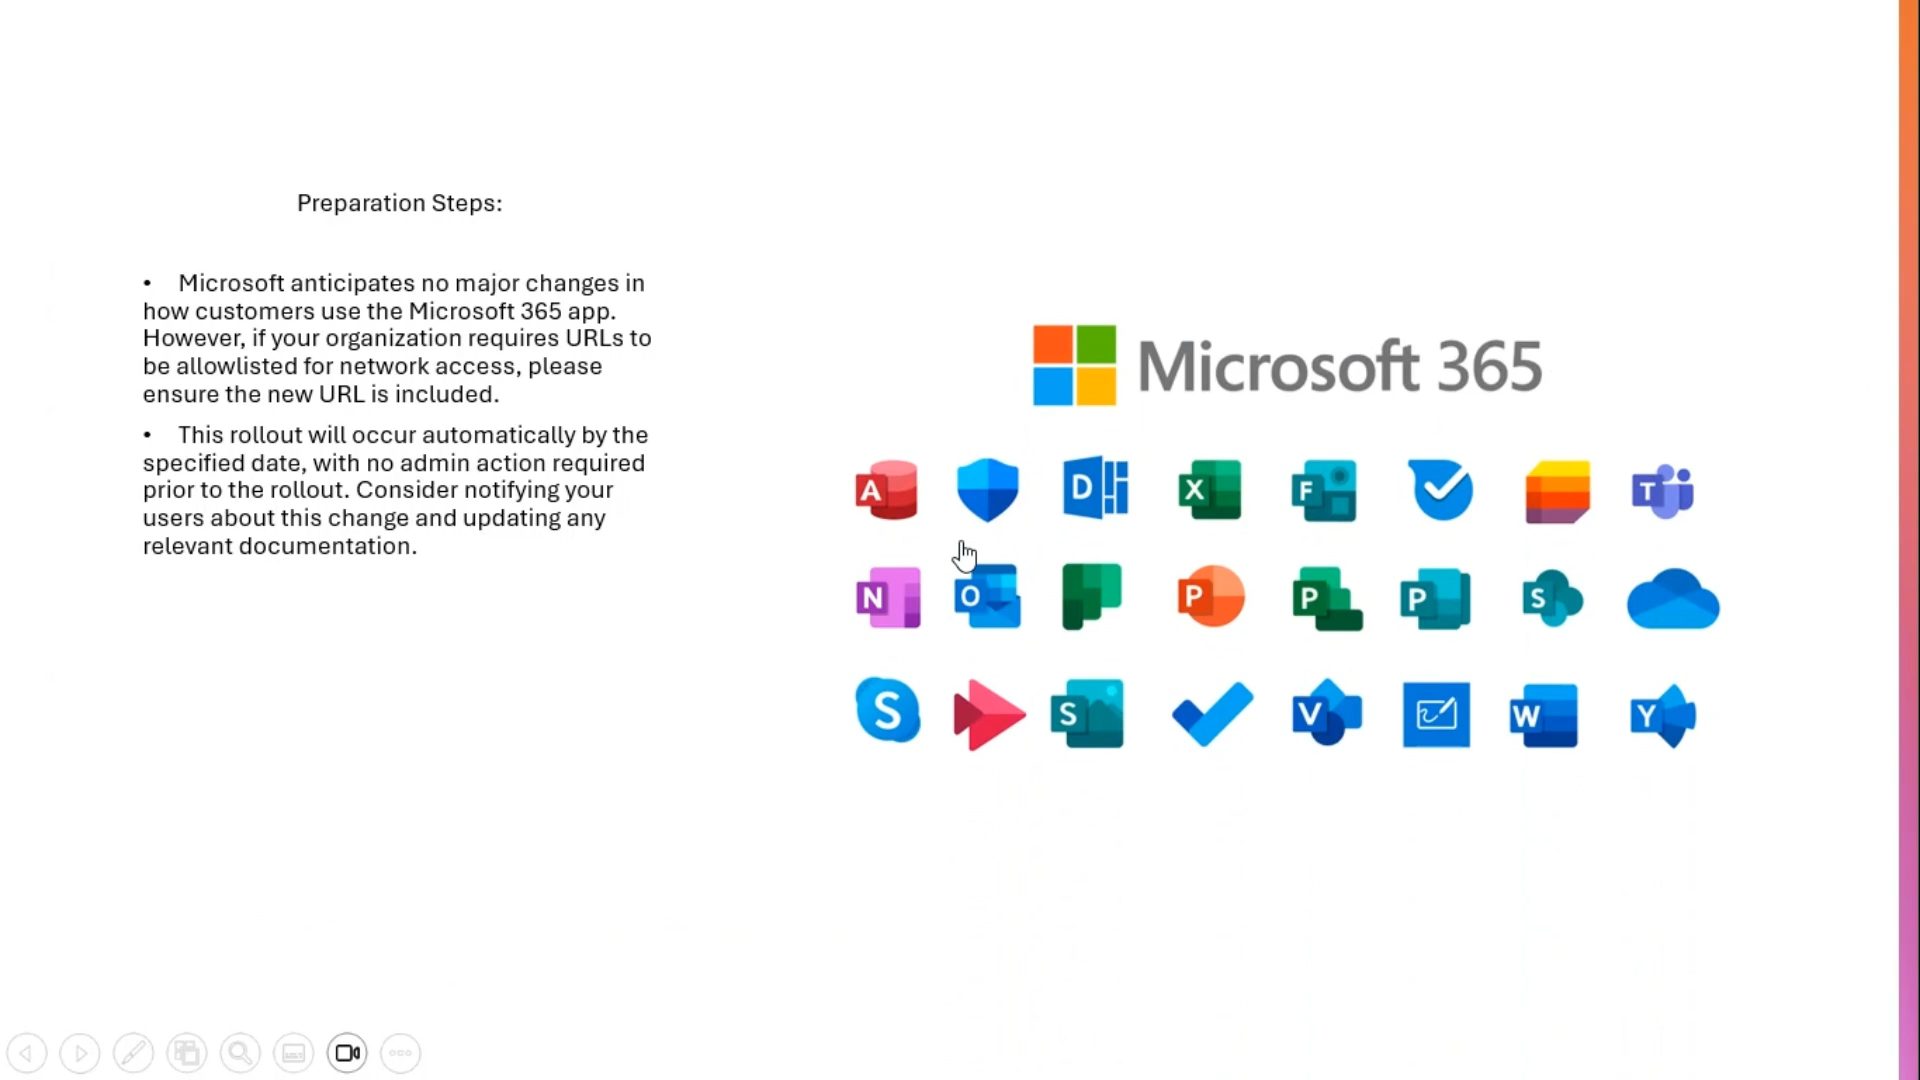 Preparation Steps:
• Microsoft anticipates no major changes in
how customers use the Microsoft 365 app.
However, if your organization requires URLs to
be allowlisted for network access, please
ensure the new URL is included.
• This rollout will occur automatically by the
specified date, with no admin action required
prior to the rollout. Consider notifying your
users about this change and updating any
relevant documentation.
Microsoft 365
A D X F T
N O P P P S
S S V W Y